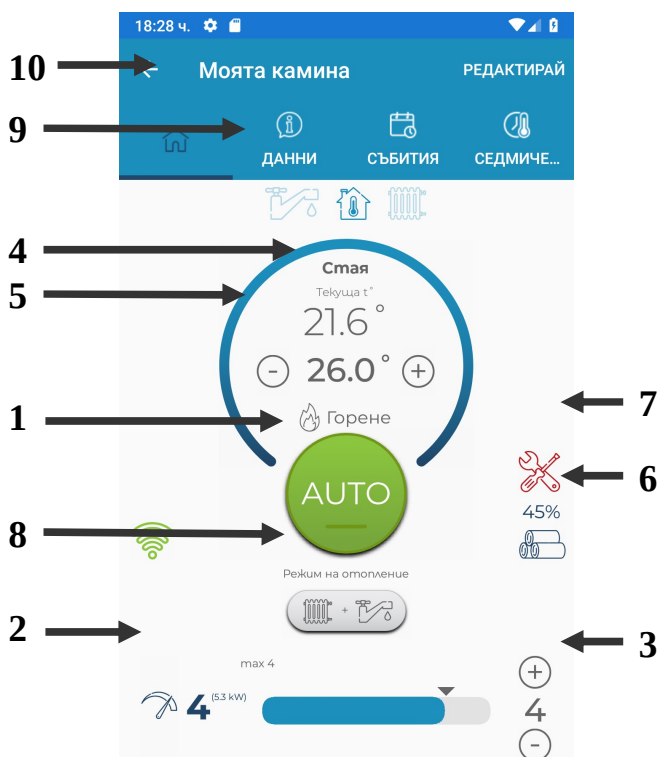 18:28 ч.
10
Моята камина
РЕДАКТИРАЙ
9
ДАННИ
СЪБИТИЯ
СЕДМИЧЕ...
4
Стая
5
Текуща t°
21.6°
- 26.0° +
7
1
Горене
6
AUTO
45%
8
Режим на отопление
+
2
3
max 4
+
4 (5.3 kW)
4
-